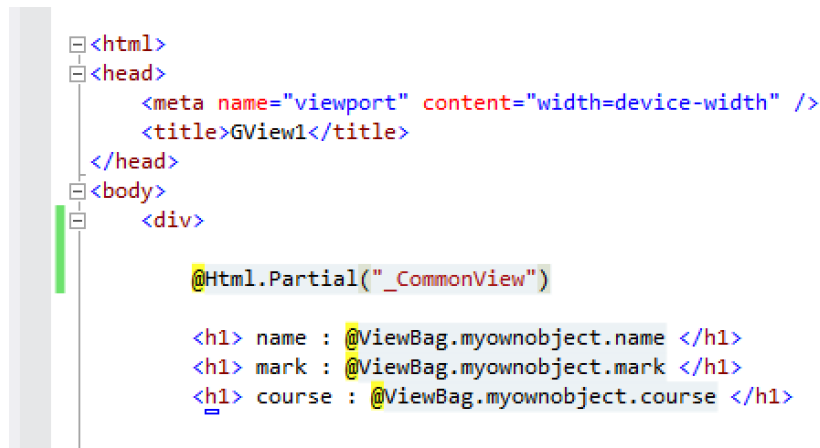 <html>
<head>
<meta name="viewport" content="width=device-width" />
<title>GView1</title>
</head>
<body>
<div>
@Html.Partial("_CommonView")
<h1> name : @ViewBag.myownobject.name </h1>
<h1> mark : @ViewBag.myownobject.mark </h1>
<h1> course : @ViewBag.myownobject.course </h1>